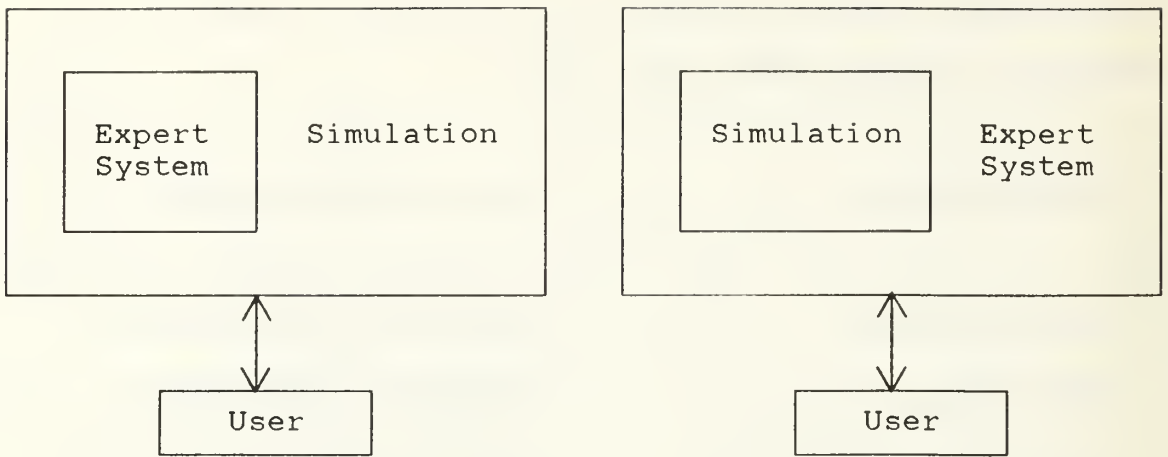 Expert
System
Simulation
User
Simulation
Expert
System
User